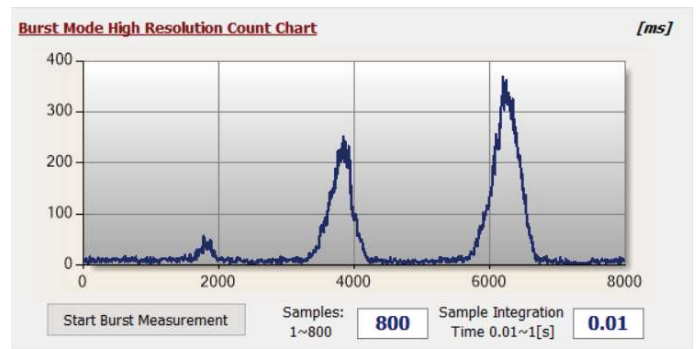 Burst Mode High Resolution Count Chart [ms]
400
300
200
100
0
0 2000 4000 6000 8000
Start Burst Measurement
Samples:
1~800
800
Sample Integration
Time 0.01~1[s]
0.01